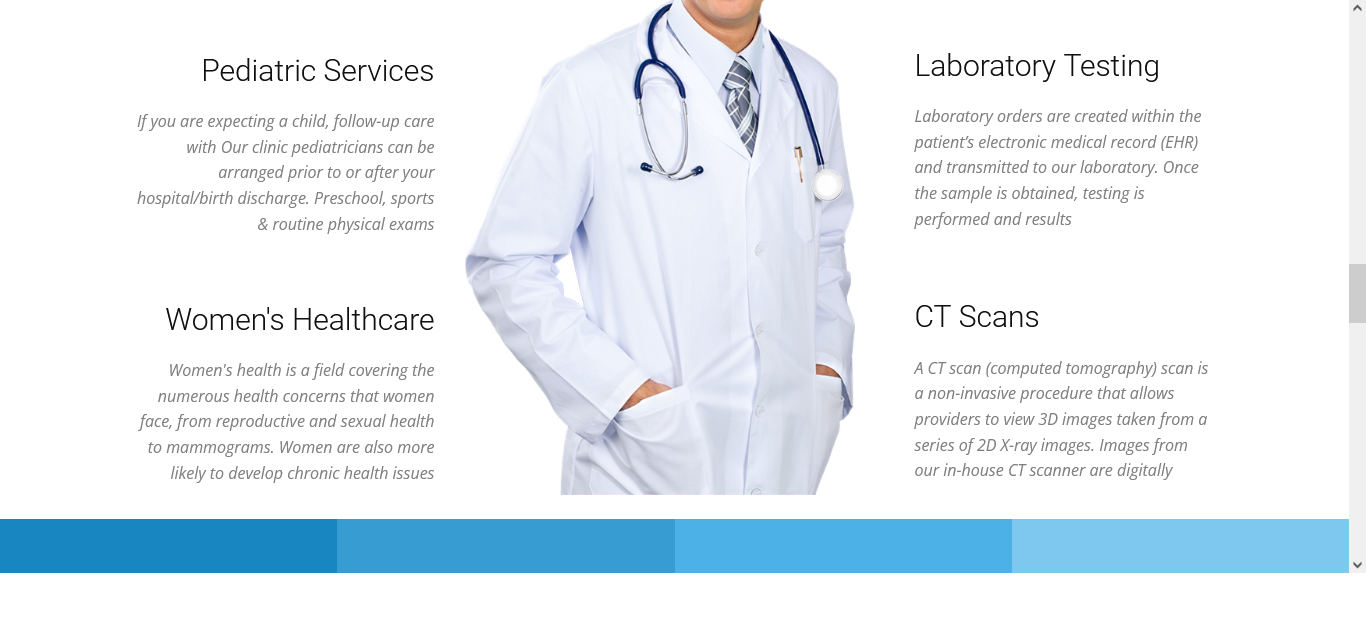 Pediatric Services
If you are expecting a child, follow-up care
with Our clinic pediatricians can be
arranged prior to or after your
hospital/birth discharge. Preschool, sports
& routine physical exams
Women's Healthcare
Women's health is a field covering the
numerous health concerns that women
face, from reproductive and sexual health
to mammograms. Women are also more
likely to develop chronic health issues
Laboratory Testing
Laboratory orders are created within the
patient’s electronic medical record (EHR)
and transmitted to our laboratory. Once
the sample is obtained, testing is
performed and results
CT Scans
A CT scan (computed tomography) scan is
a non-invasive procedure that allows
providers to view 3D images taken from a
series of 2D X-ray images. Images from
our in-house CT scanner are digitally